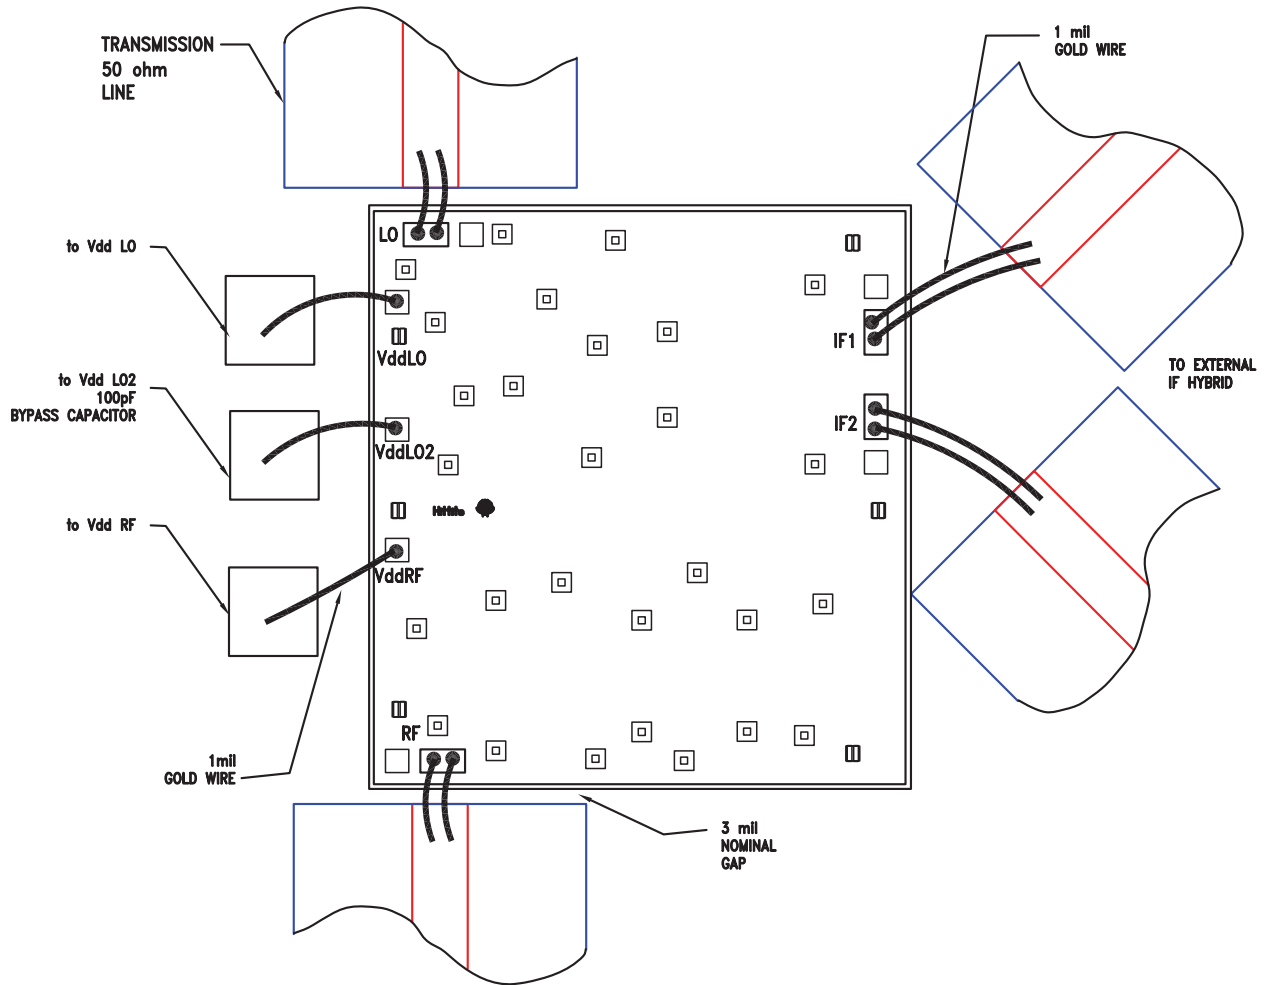 TRANSMISSION
50 ohm
LINE
1 mil
GOLD WIRE
to Vdd LO
LO
VddLO
IF1
TO EXTERNAL
IF HYBRID
to Vdd LO2
100pF
BYPASS CAPACITOR
VddLO2
IF2
to Vdd RF
VddRF
RF
1mil
GOLD WIRE
3 mil
NOMINAL
GAP